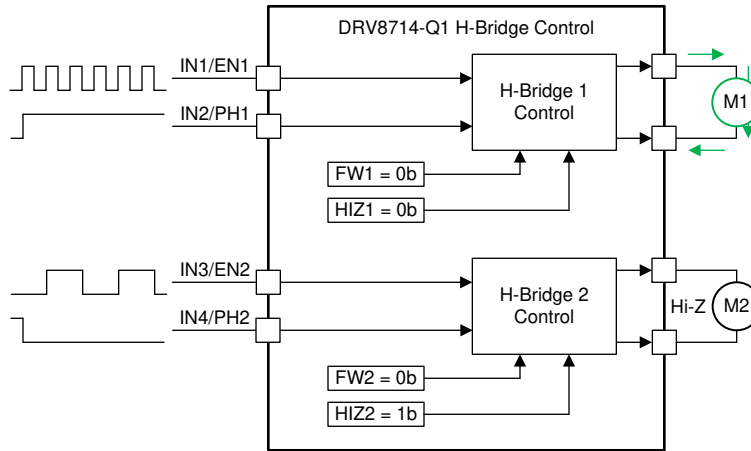 DRV8714-Q1 H-Bridge Control
IN1/EN1
IN2/PH1
H-Bridge 1
Control
M1
FW1 = 0b
HIZ1 = 0b
IN3/EN2
IN4/PH2
H-Bridge 2
Control
Hi-Z
M2
FW2 = 0b
HIZ2 = 1b